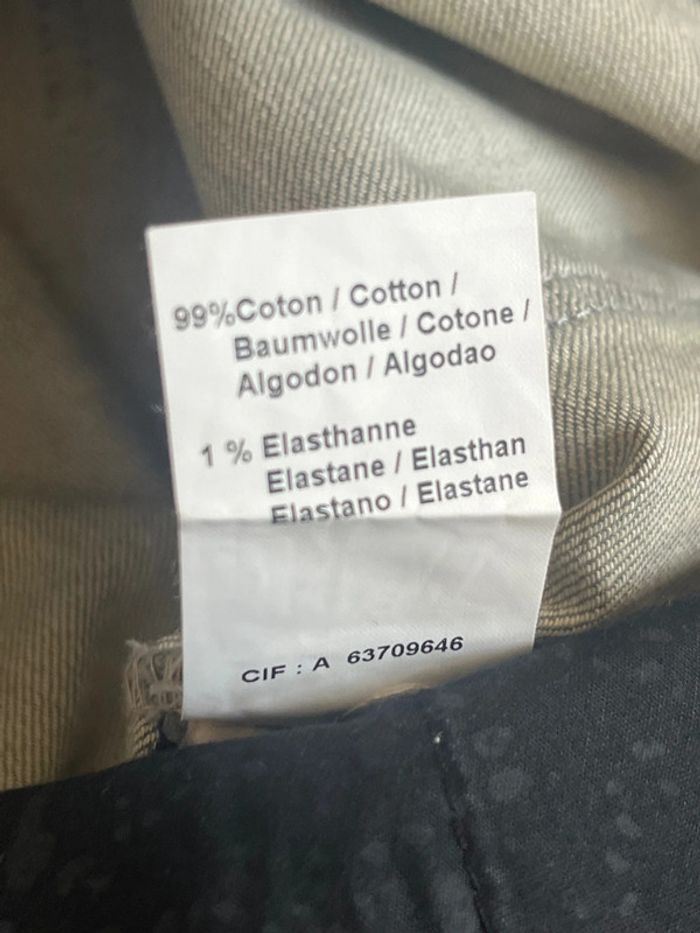 99%Coton / Cotton /
Baumwolle / Cotone /
Algodon / Algodao
1 % Elasthanne
Elastane / Elasthan
Elastano / Elastane
CIF : A 63709646